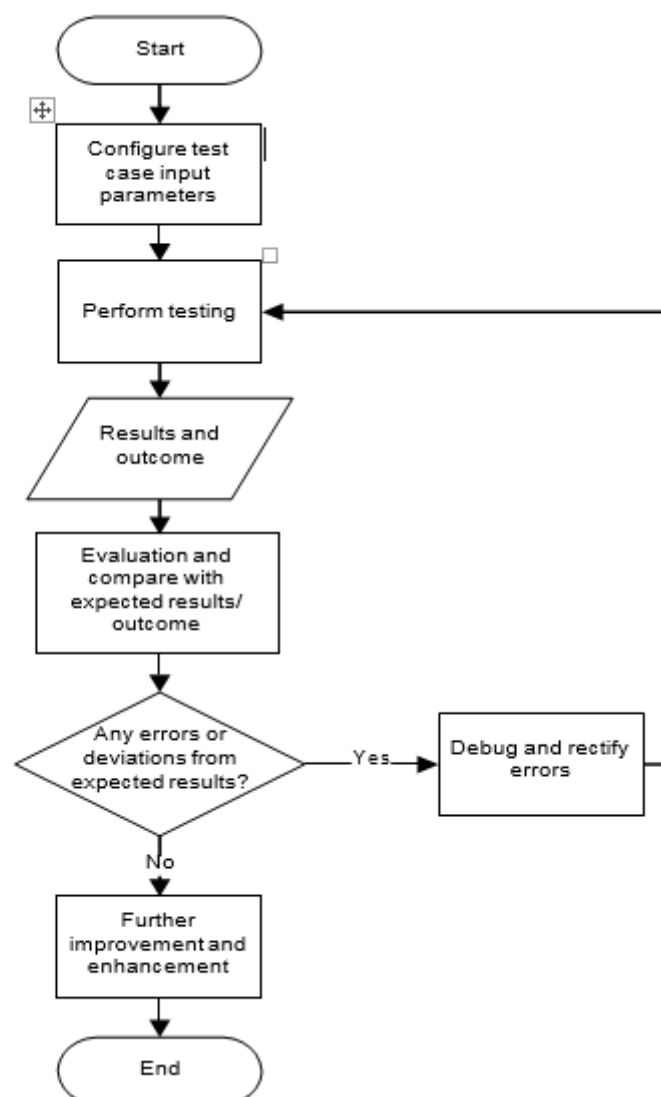 Start
Configure test
case input
parameters
Perform testing
Results and
outcome
Evaluation and
compare with
expected results/
outcome
Any errors or
deviations from
expected results?
Yes
Debug and rectify
errors
No
Further
improvement and
enhancement
End